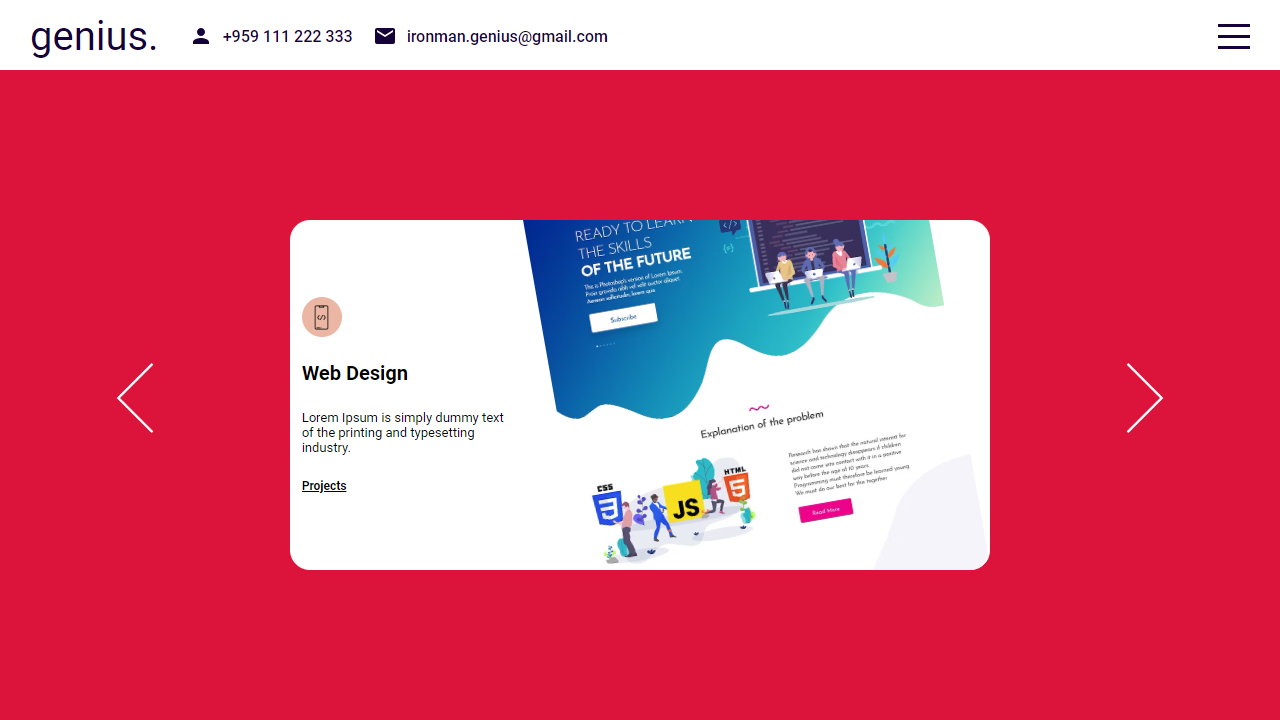 genius.
+959 111 222 333
ironman.genius@gmail.com
Web Design
Lorem Ipsum is simply dummy text
of the printing and typesetting
industry.
Projects
READY TO LEARN
THE SKILLS
OF THE FUTURE
This is Photoshop's version of Lorem Ipsum.
Proin gravida nibh vel velit auctor aliquet.
Aenean sollicitudin, lorem quis
Subscribe
Explanation of the problem
Research has shown that the natural interest for
science and technology disappears if children
did not come into contact with it in a positive
way before the age of 10 years.
Programming must therefore be learned young
We must do our best for this together
Read More
CSS
3
JS
HTML
5